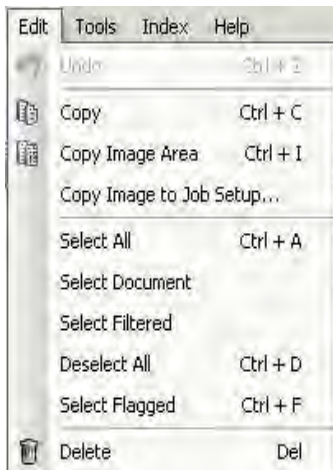 Edit Tools Index Help
Undo Ctrl + Z
Copy Ctrl + C
Copy Image Area Ctrl + I
Copy Image to Job Setup...
Select All Ctrl + A
Select Document
Select Filtered
Deselect All Ctrl + D
Select Flagged Ctrl + F
Delete Del